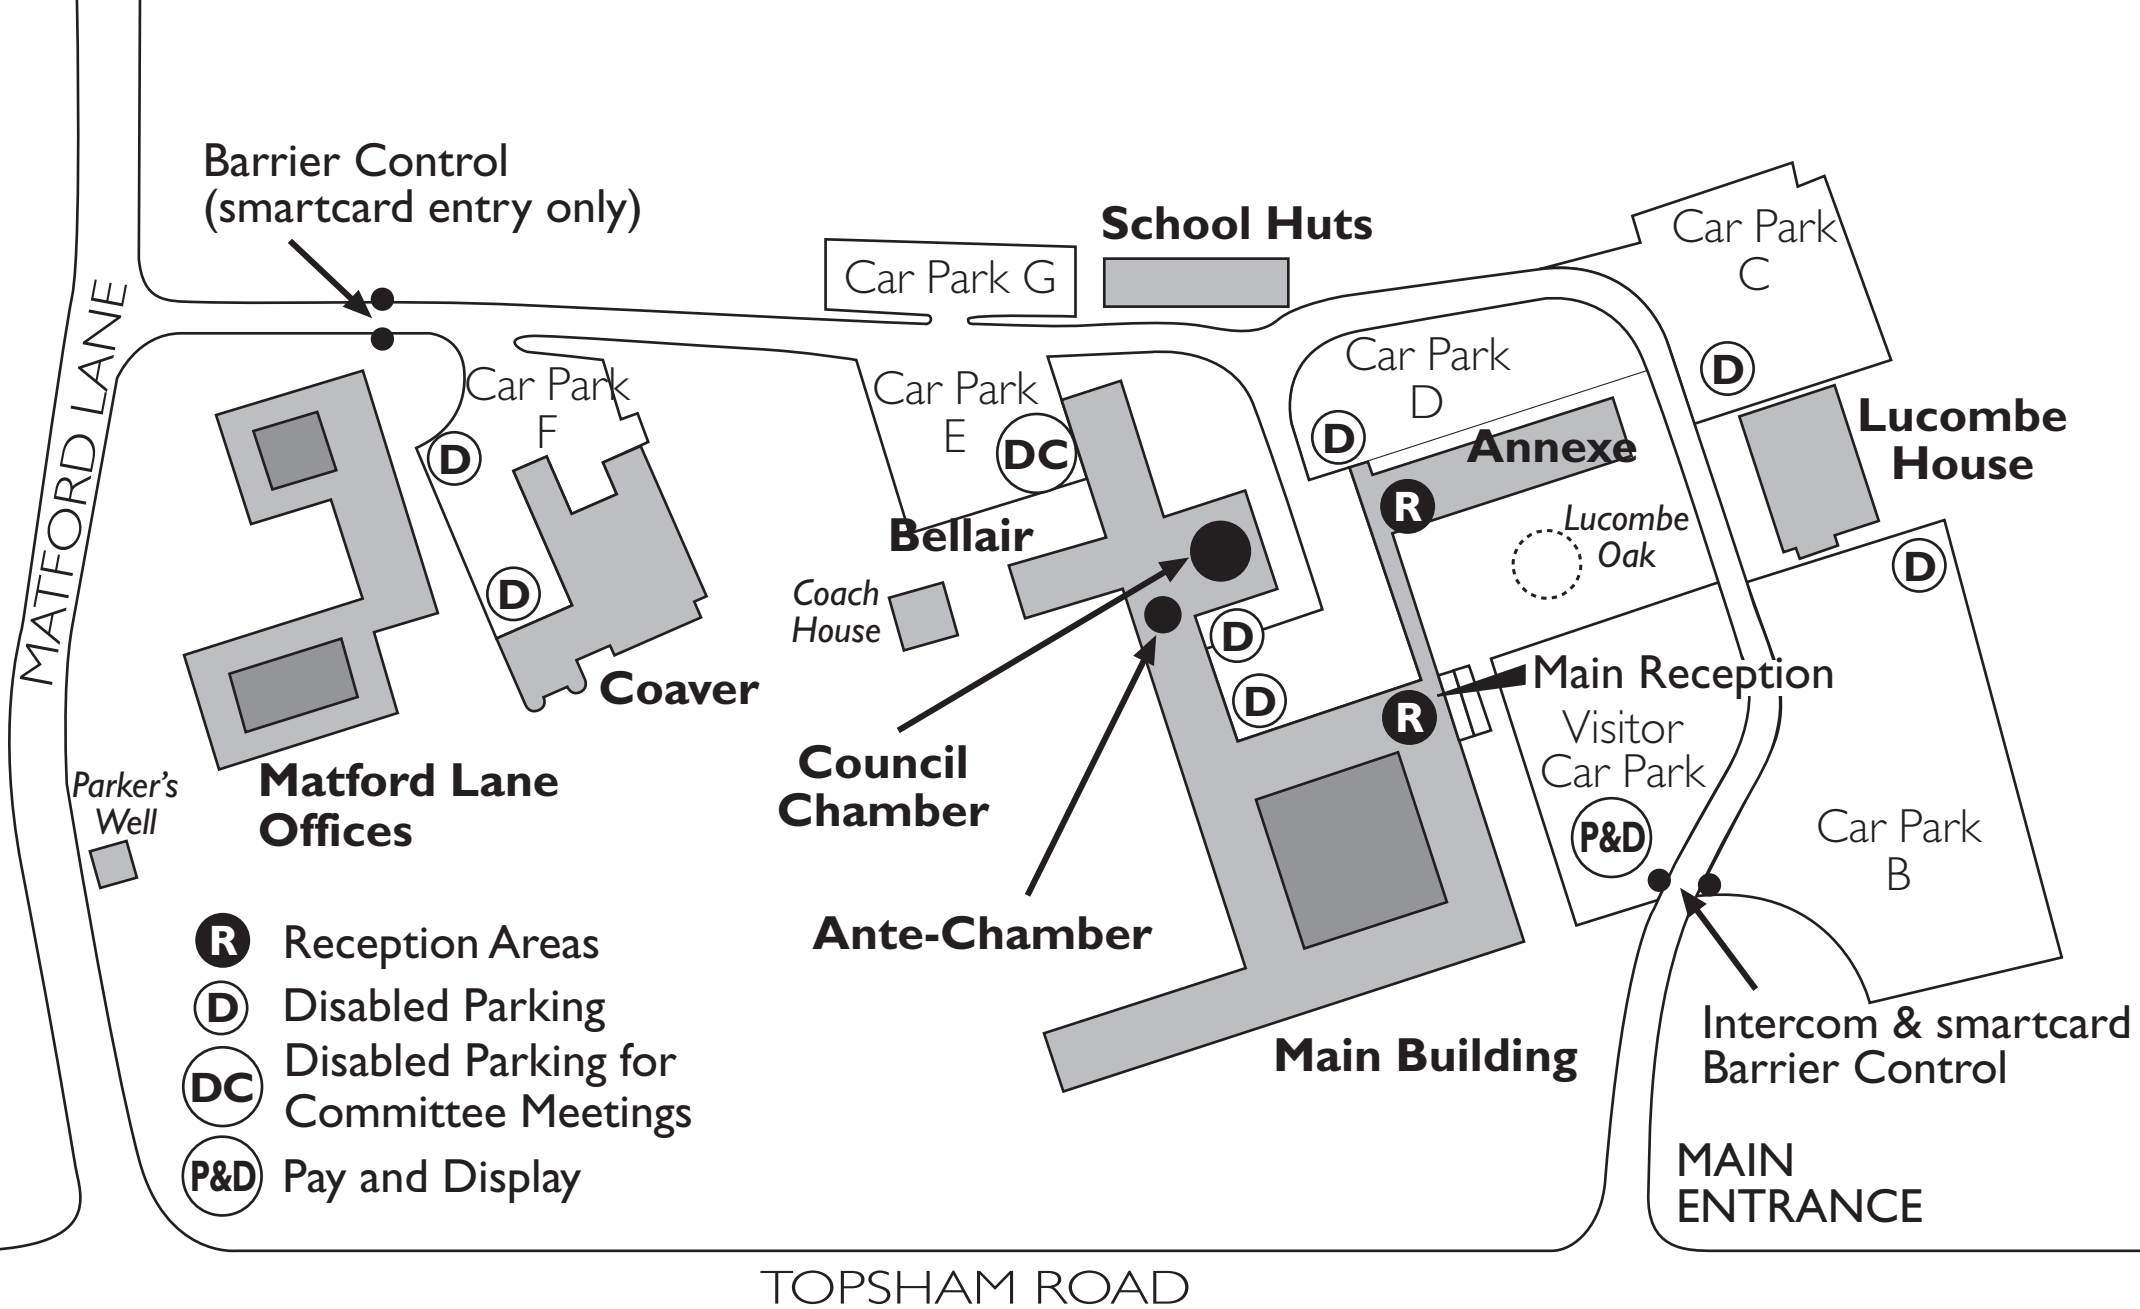 Barrier Control
(smartcard entry only)
School Huts
Car Park G
Car Park
C
D
MATFORD LANE
Car Park
F
D
D
Car Park
E
DC
Car Park
D
D
Annexe
R
Lucombe
House
Lucombe
Oak
D
Bellair
Coach
House
D
D
Coaver
Main Reception
R
Visitor
Car Park
P&D
Council
Chamber
Matford Lane
Offices
Parker's
Well
Car Park
B
Ante-Chamber
R Reception Areas
D Disabled Parking
DC Disabled Parking for
Committee Meetings
P&D Pay and Display
Main Building
Intercom & smartcard
Barrier Control
MAIN
ENTRANCE
TOPSHAM ROAD